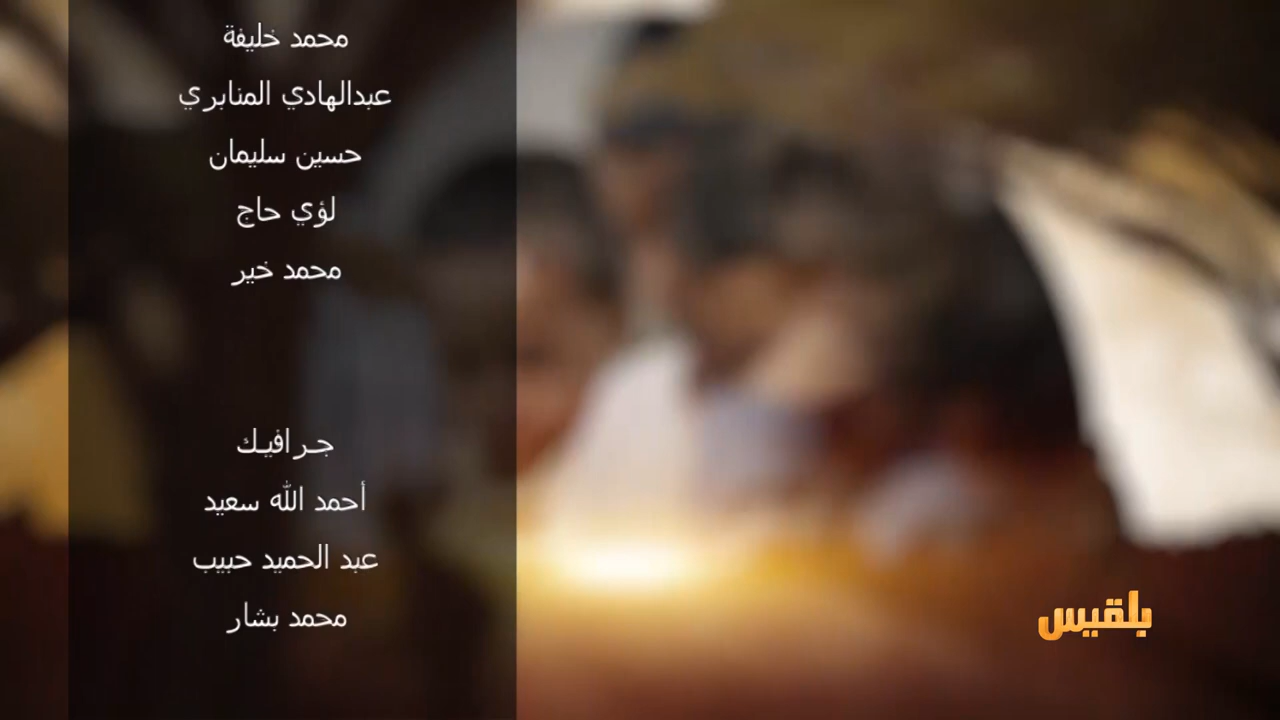 محمد خليفة
عبدالهادي المنابري
حسين سليمان
لؤي حاج
محمد خير
جرافيك
أحمد الله سعيد
عبد الحميد حبيب
محمد بشار
بلقيس